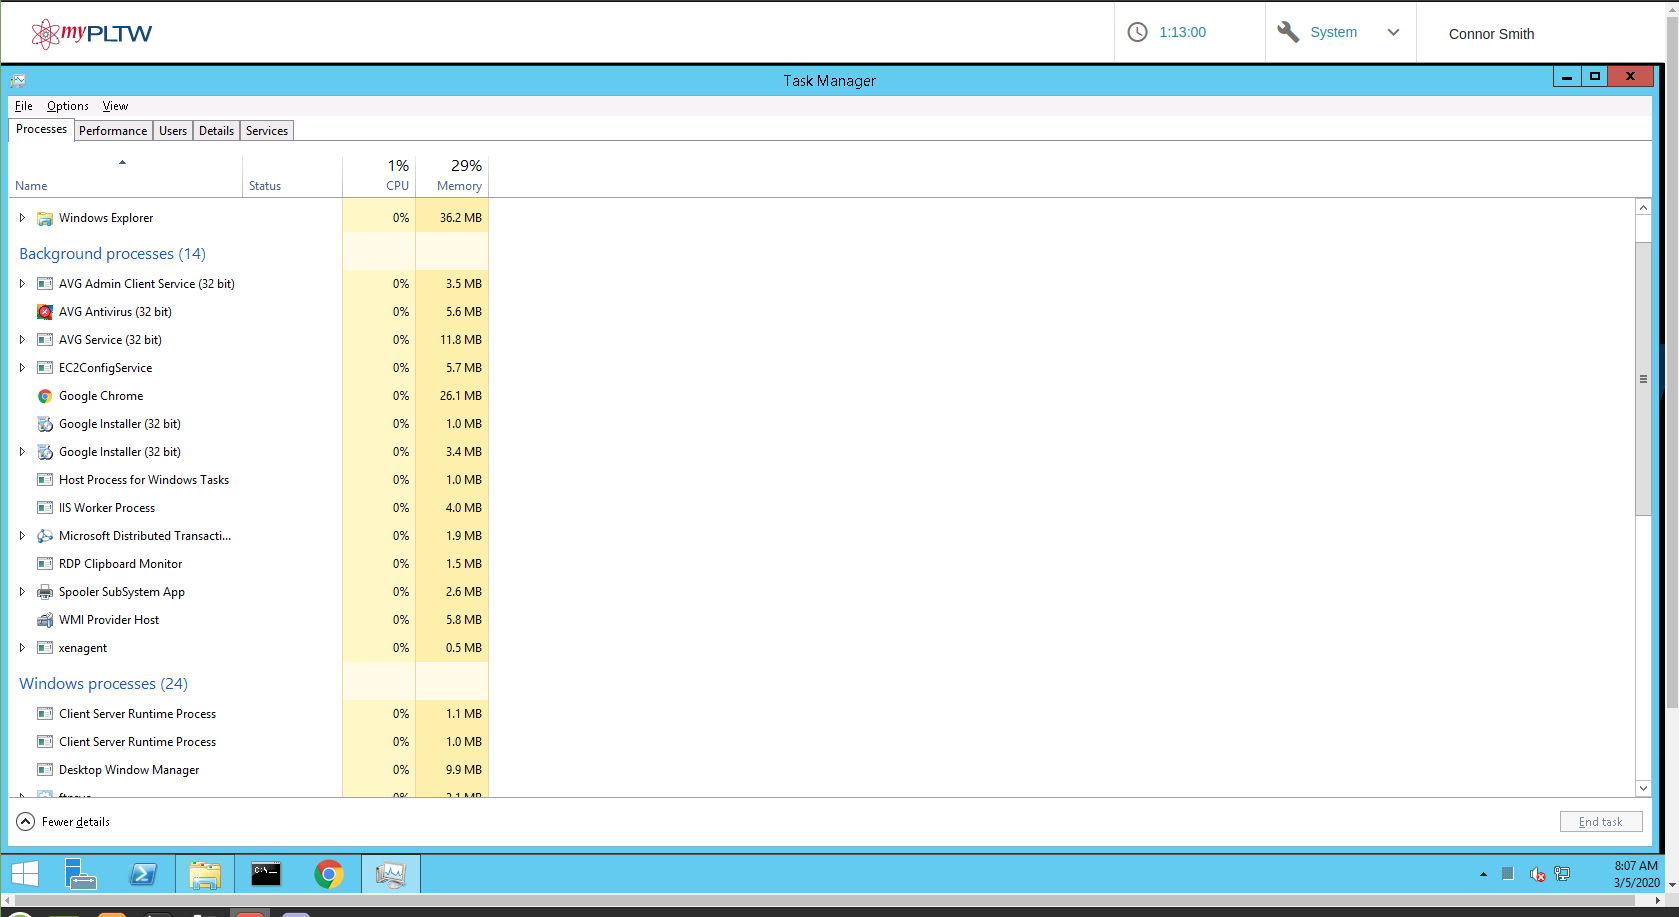 myPLTW
1:13:00
System
Connor Smith
Task Manager
File Options View
Processes Performance Users Details Services
1% 29%
Name Status CPU Memory
Windows Explorer 0% 36.2 MB
Background processes (14)
AVG Admin Client Service (32 bit) 0% 3.5 MB
AVG Antivirus (32 bit) 0% 5.6 MB
AVG Service (32 bit) 0% 11.8 MB
EC2ConfigService 0% 5.7 MB
Google Chrome 0% 26.1 MB
Google Installer (32 bit) 0% 1.0 MB
Google Installer (32 bit) 0% 3.4 MB
Host Process for Windows Tasks 0% 1.0 MB
IIS Worker Process 0% 4.0 MB
Microsoft Distributed Transacti... 0% 1.9 MB
RDP Clipboard Monitor 0% 1.5 MB
Spooler SubSystem App 0% 2.6 MB
WMI Provider Host 0% 5.8 MB
xenagent 0% 0.5 MB
Windows processes (24)
Client Server Runtime Process 0% 1.1 MB
Client Server Runtime Process 0% 1.0 MB
Desktop Window Manager 0% 9.9 MB
Fewer details
End task
C:\_
8:07 AM
3/5/2020